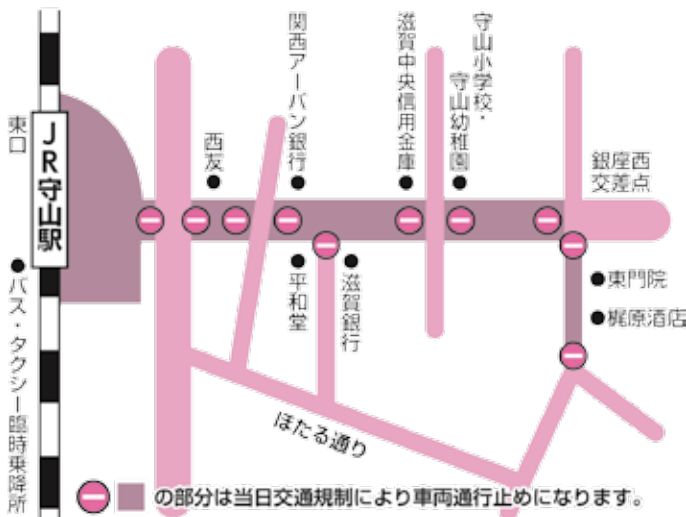 東口
JR守山駅
バス・タクシー臨時乗降所
西友
関西アーバン銀行
平和堂
滋賀銀行
滋賀中央信用金庫
守山小学校・
守山幼稚園
銀座西
交差点
東門院
梶原酒店
ほたる通り
の部分は当日交通規制により車両通行止めになります。